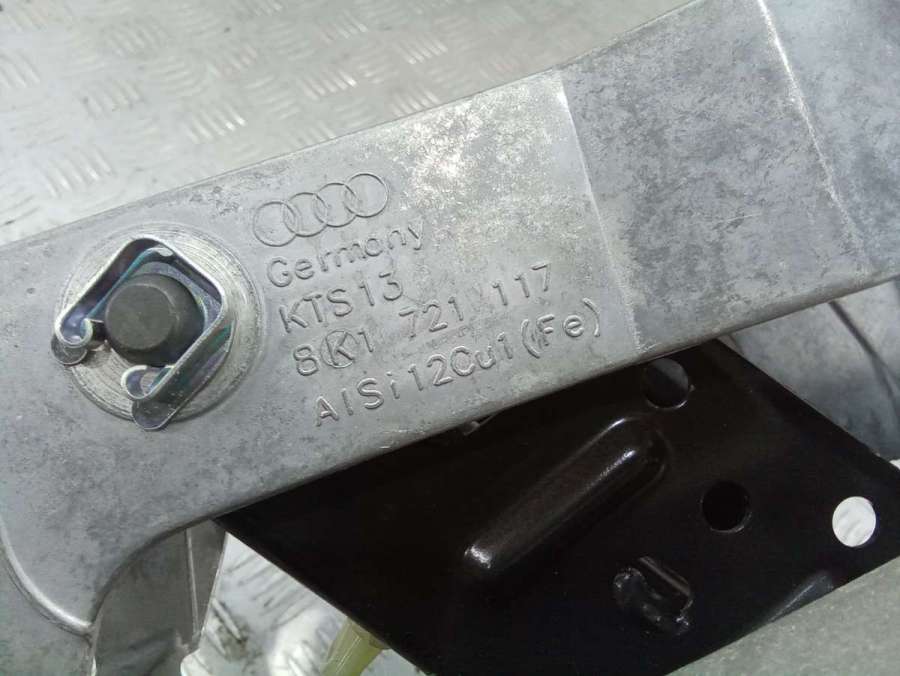 Germany
KTS13
8K1 721 117
AlSi12Cu1(Fe)